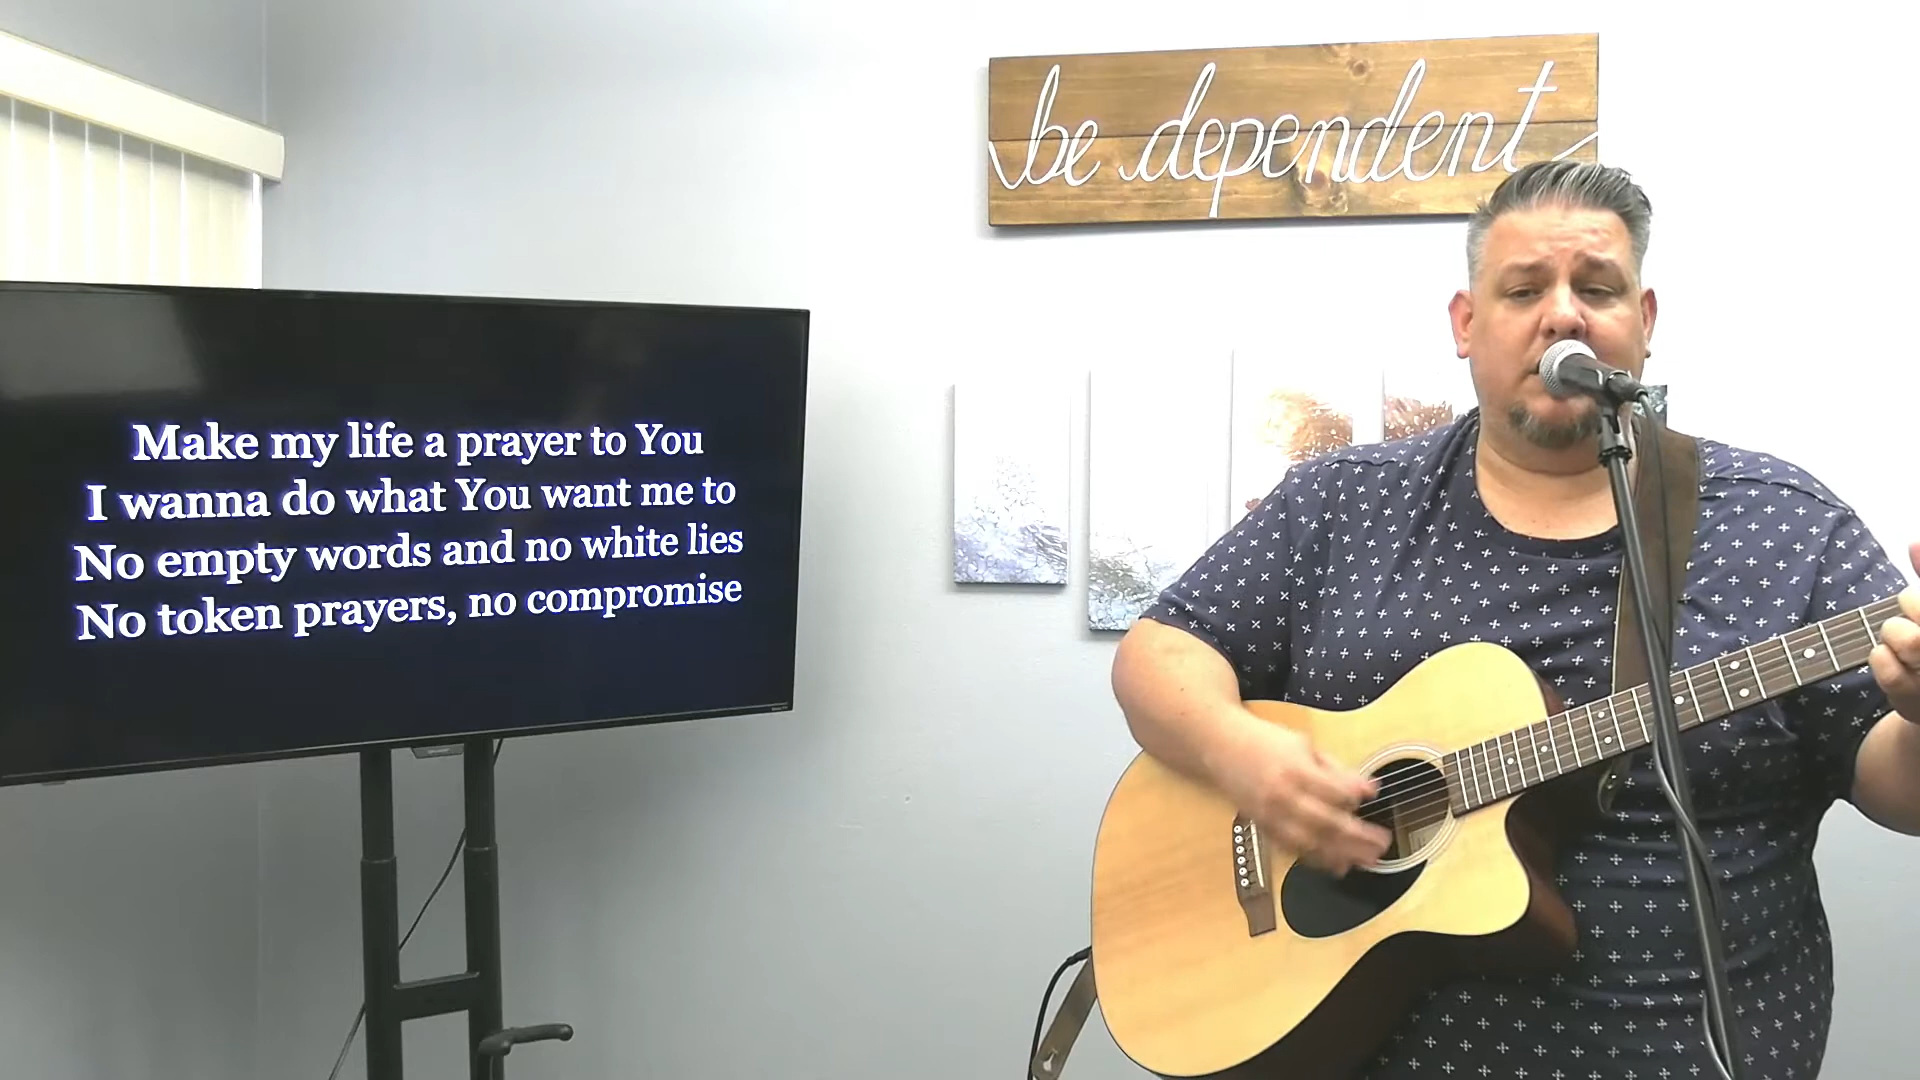 be dependent
Make my life a prayer to You
I wanna do what You want me to
No empty words and no white lies
No token prayers, no compromise